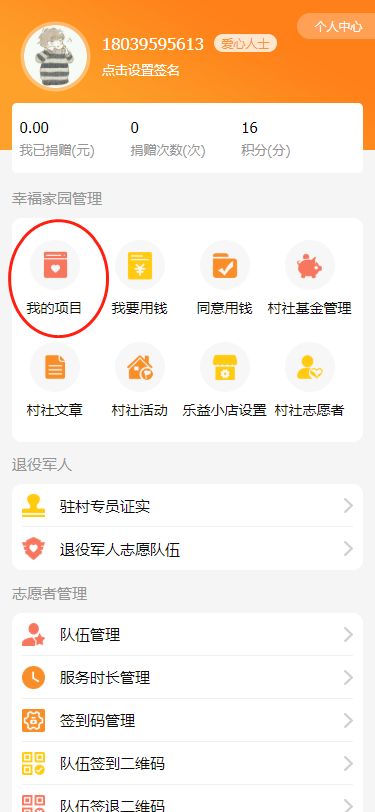 个人中心
18039595613 爱心人士
点击设置签名
0.00 0 16
我已捐赠(元) 捐赠次数(次) 积分(分)
幸福家园管理
我的项目 我要用钱 同意用钱 村社基金管理
村社文章 村社活动 乐益小店设置 村社志愿者
退役军人
驻村专员证实
退役军人志愿队伍
志愿者管理
队伍管理
服务时长管理
签到码管理
队伍签到二维码
队伍签退二维码